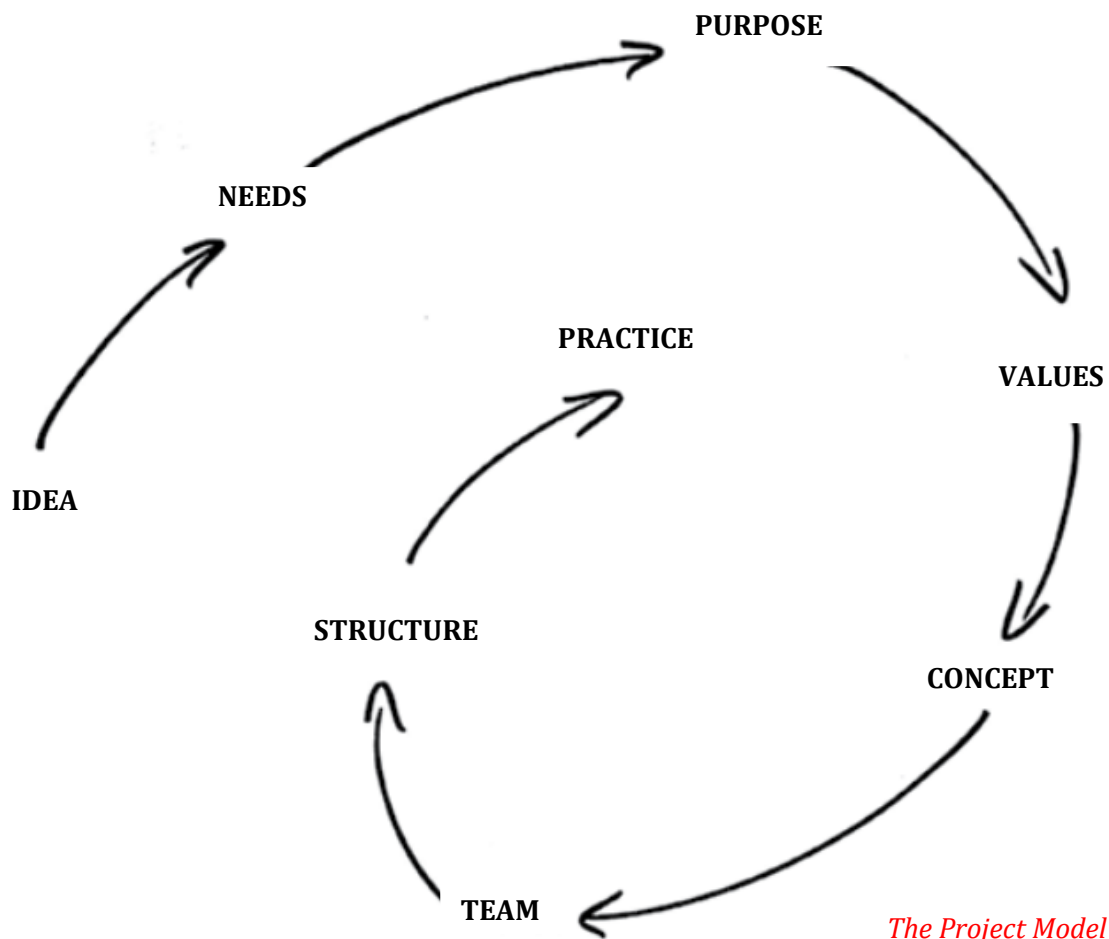 PURPOSE
NEEDS
PRACTICE
VALUES
IDEA
STRUCTURE
CONCEPT
TEAM
The Project Model